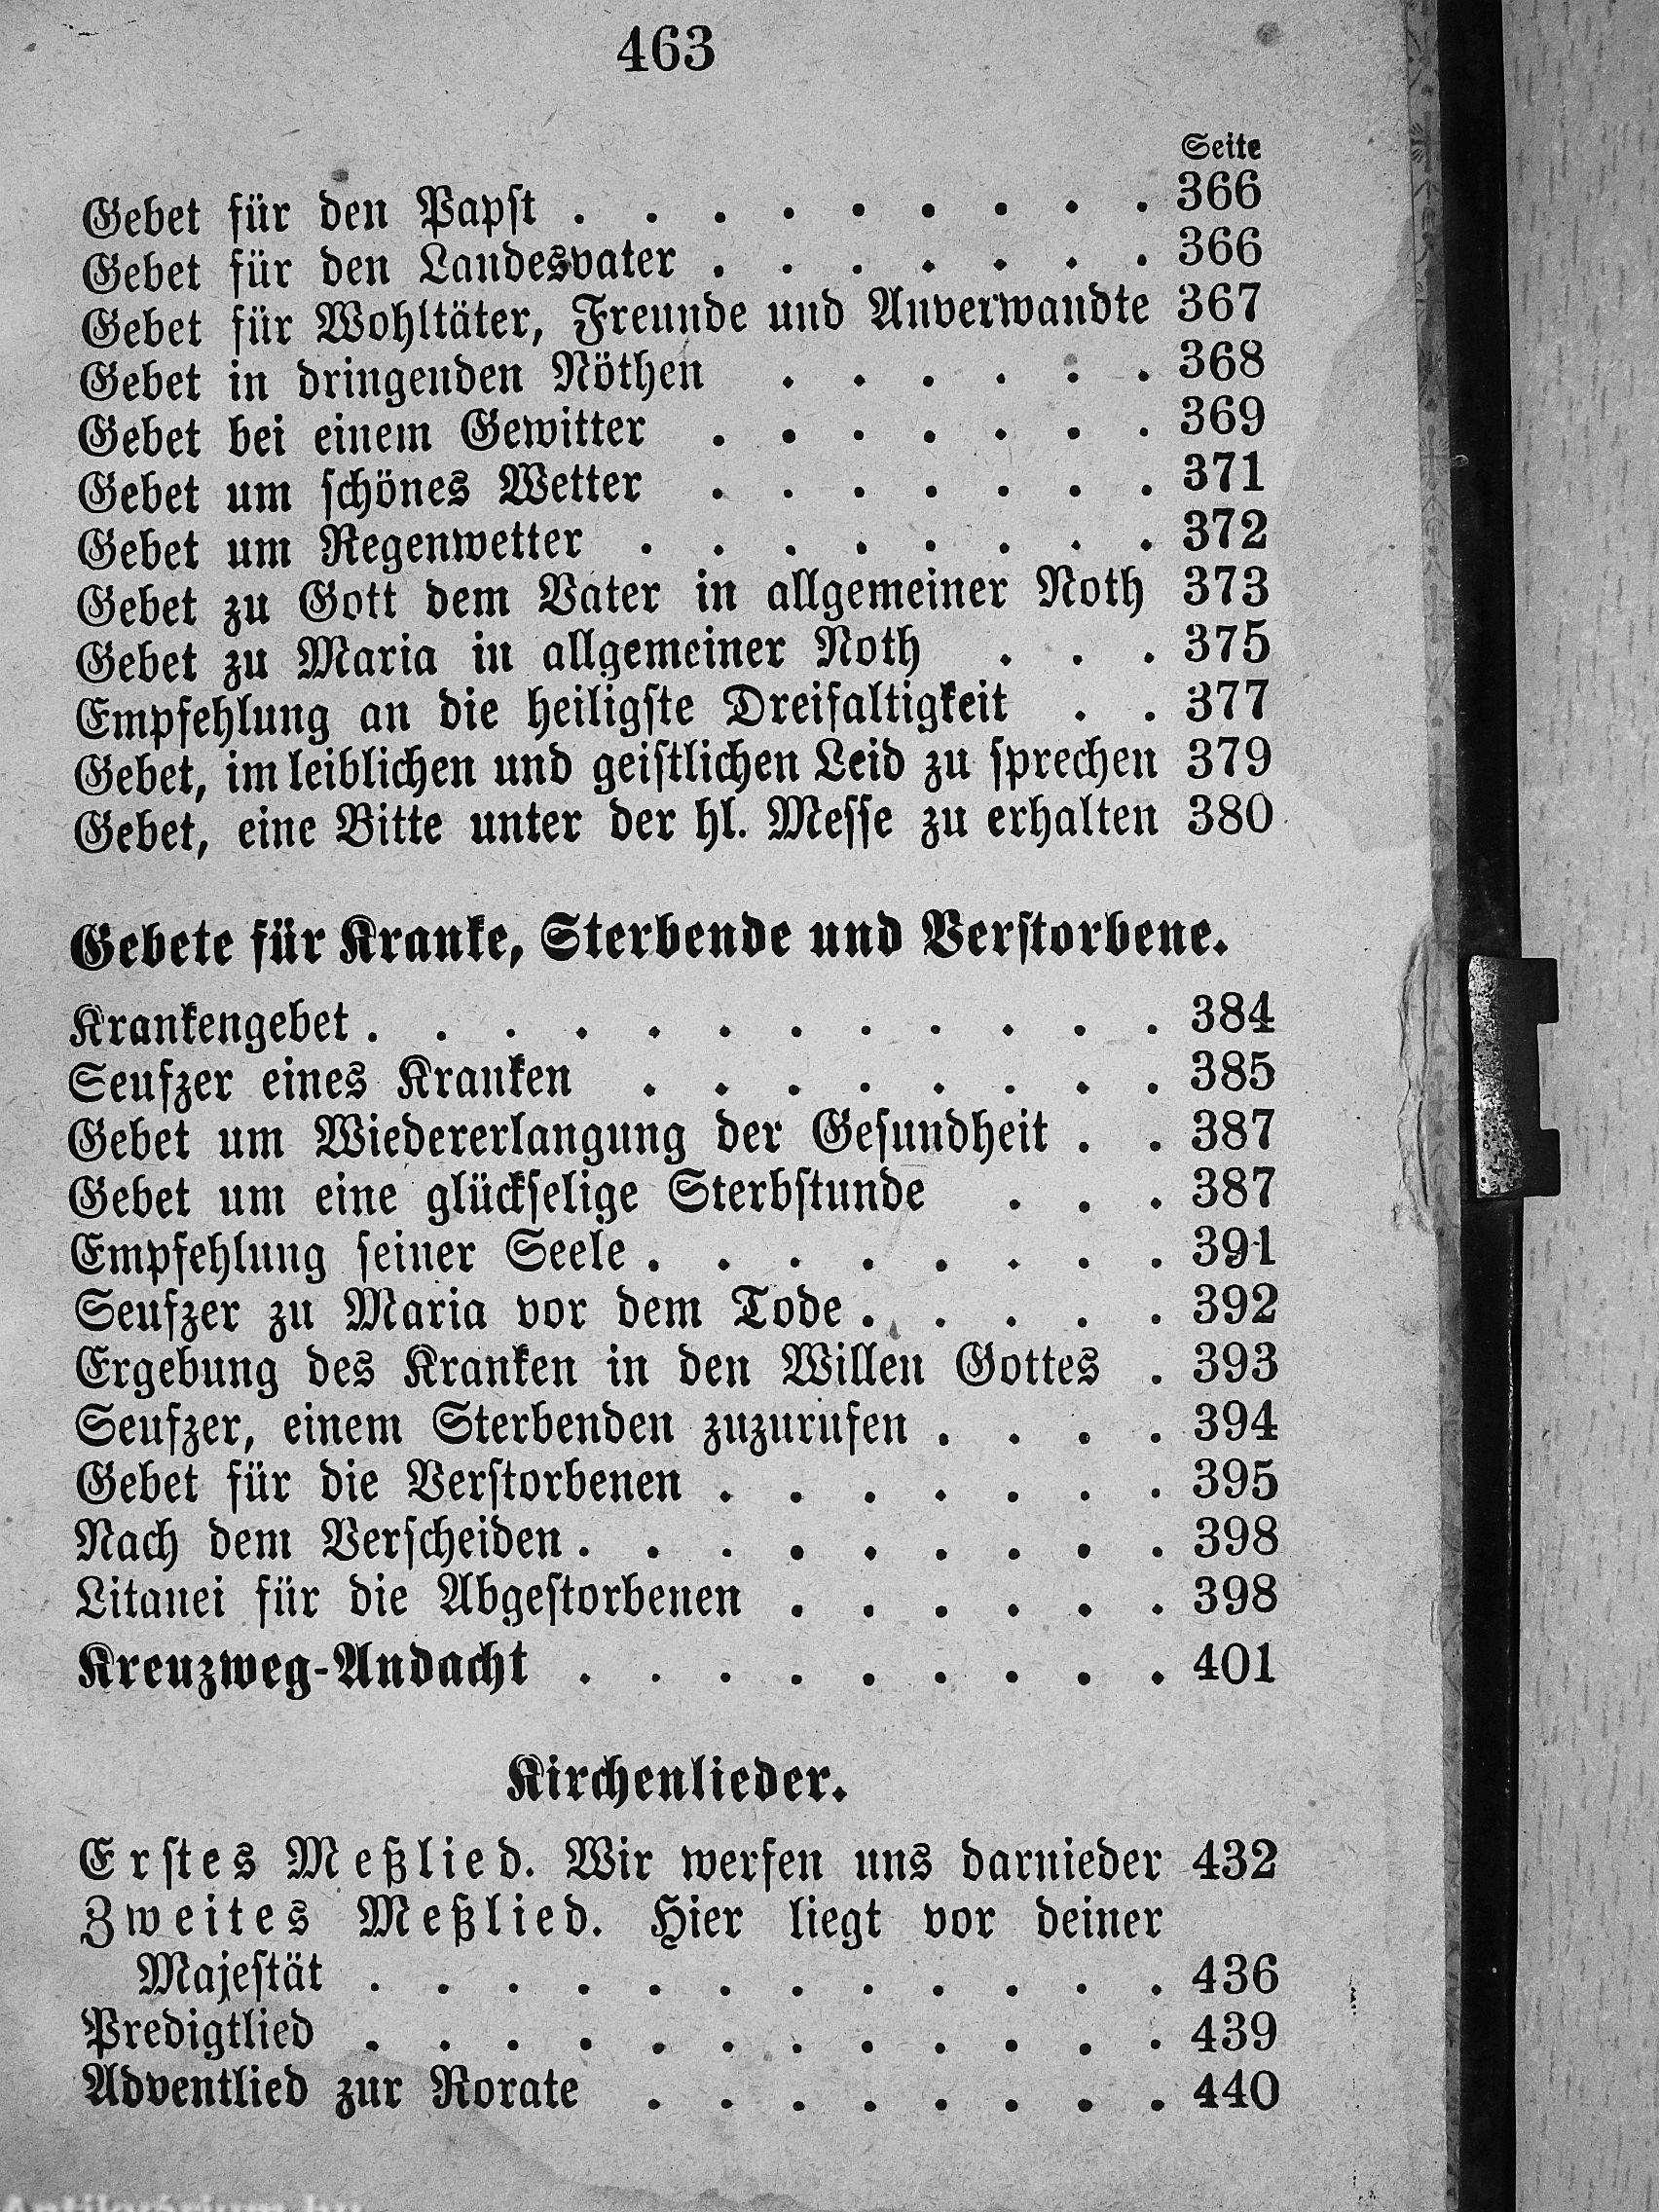 463
Seite
Gebet für den Papst . . . . . . . . . 366
Gebet für den Landesvater . . . . . . . 366
Gebet für Wohltäter, Freunde und Anverwandte 367
Gebet in dringenden Nöthen . . . . . . 368
Gebet bei einem Gewitter . . . . . . . 369
Gebet um schönes Wetter . . . . . . . 371
Gebet um Regenwetter . . . . . . . . 372
Gebet zu Gott dem Vater in allgemeiner Noth 373
Gebet zu Maria in allgemeiner Noth . . . 375
Empfehlung an die heiligste Dreifaltigkeit . . 377
Gebet, im leiblichen und geistlichen Leid zu sprechen 379
Gebet, eine Bitte unter der hl. Messe zu erhalten 380
Gebete für Kranke, Sterbende und Verstorbene.
Krankengebet . . . . . . . . . . . . 384
Seufzer eines Kranken . . . . . . . . 385
Gebet um Wiedererlangung der Gesundheit . . 387
Gebet um eine glückselige Sterbstunde . . . 387
Empfehlung seiner Seele . . . . . . . . 391
Seufzer zu Maria vor dem Tode . . . . . 392
Ergebung des Kranken in den Willen Gottes . 393
Seufzer, einem Sterbenden zuzurufen . . . . 394
Gebet für die Verstorbenen . . . . . . . 395
Nach dem Verscheiden . . . . . . . . . 398
Litanei für die Abgestorbenen . . . . . . 398
Kreuzweg-Andacht . . . . . . . . . 401
Kirchenlieder.
Erstes Meßlied. Wir werfen uns darnieder 432
Zweites Meßlied. Hier liegt vor deiner
Majestät . . . . . . . . . . . . 436
Predigtlied . . . . . . . . . . . . 439
Adventlied zur Rorate . . . . . . . . 440